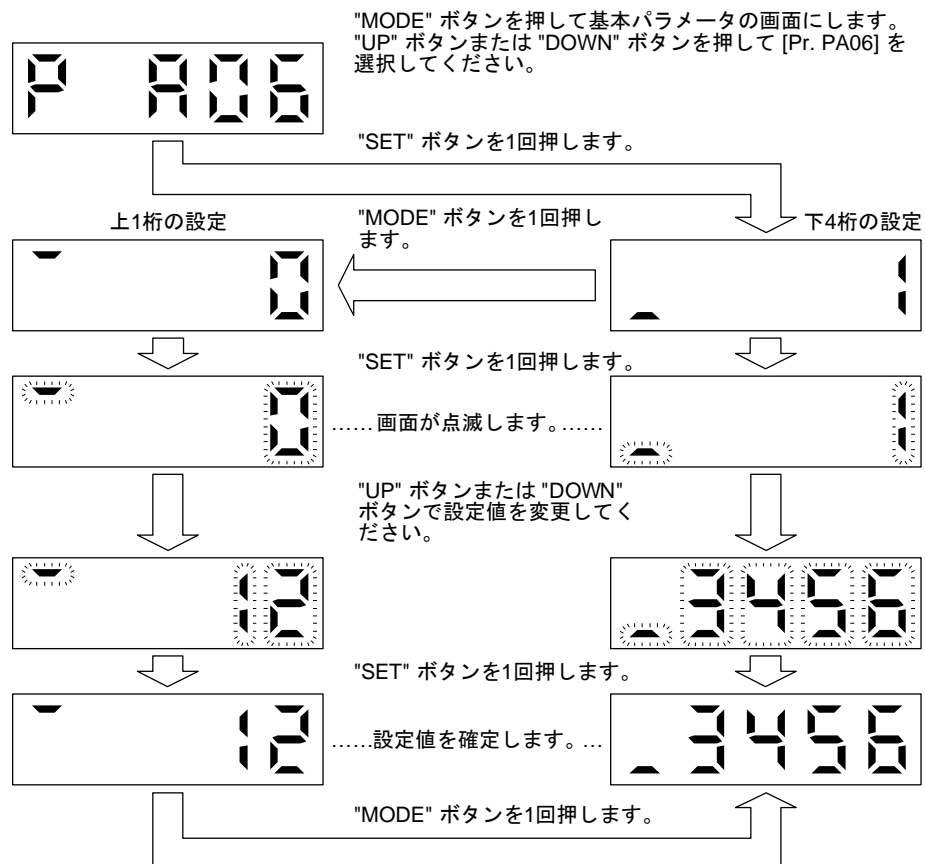 "MODE" ボタンを押して基本パラメータの画面にします。
"UP" ボタンまたは "DOWN" ボタンを押して [Pr. PA06] を
選択してください。
P A06
"SET" ボタンを1回押します。
上1桁の設定
"MODE" ボタンを1回押し
ます。
下4桁の設定
- 0
_ 1
"SET" ボタンを1回押します。
- 0
……画面が点滅します。……
_ 1
"UP" ボタンまたは "DOWN"
ボタンで設定値を変更してく
ださい。
- 12
_ 3456
"SET" ボタンを1回押します。
- 12
……設定値を確定します。…
_ 3456
"MODE" ボタンを1回押します。